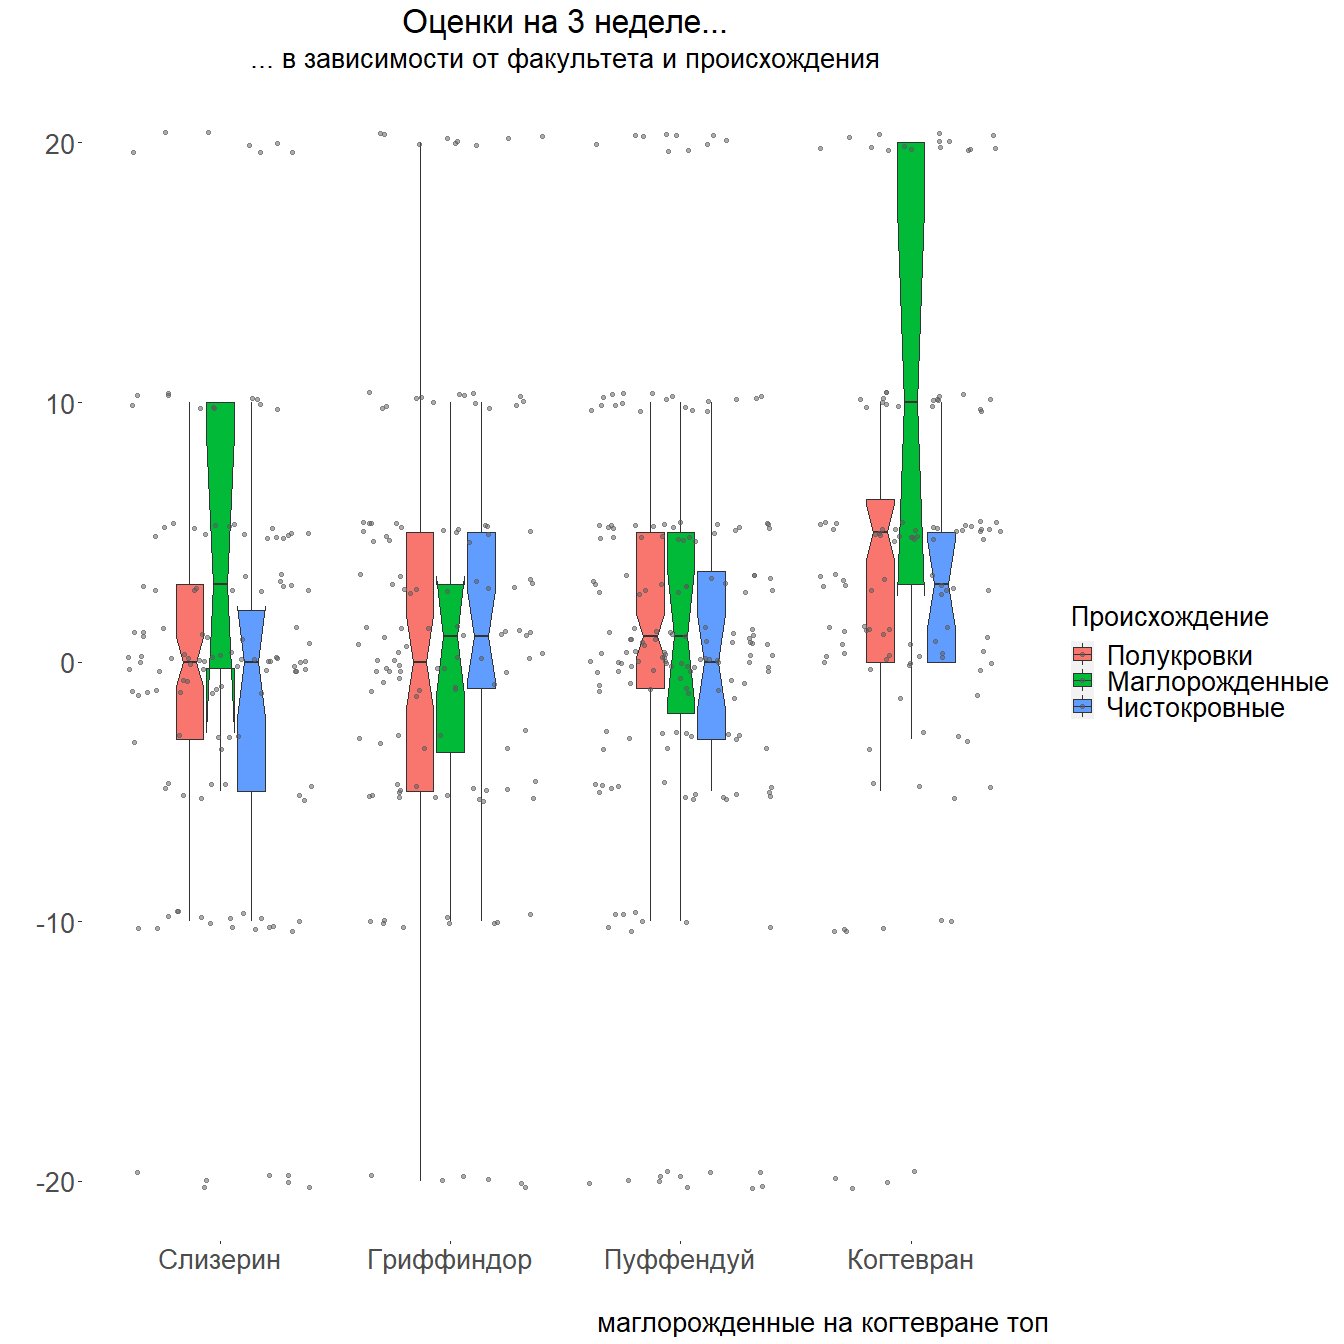 Оценки на 3 неделе...
... в зависимости от факультета и происхождения
20
10
0
-10
-20
Слизерин Гриффиндор Пуффендуй Когтевран
Происхождение
Полукровки
Маглорожденные
Чистокровные
маглорожденные на когтевране топ